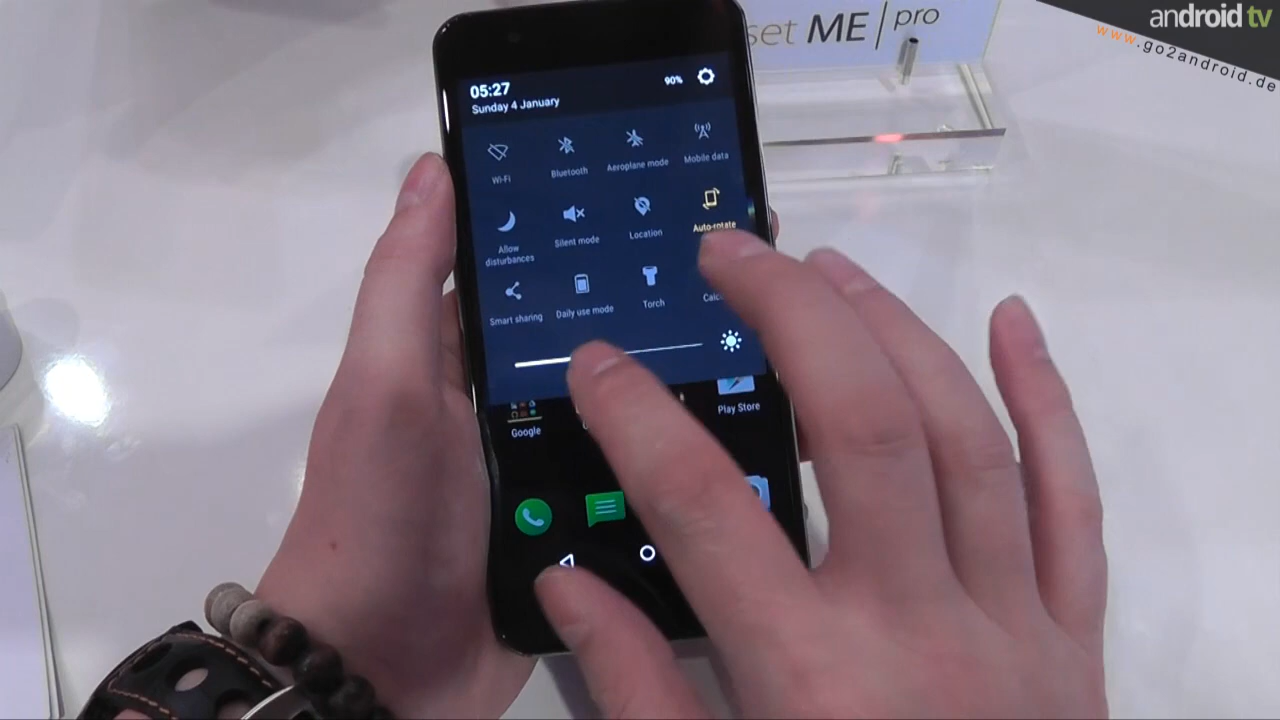 set ME pro
android tv
www.go2android.de
05:27
90%
Sunday 4 January
Wi-Fi
Bluetooth
Aeroplane mode
Mobile data
Allow disturbances
Silent mode
Location
Auto-rotate
Smart sharing
Daily use mode
Torch
Google
Play Store